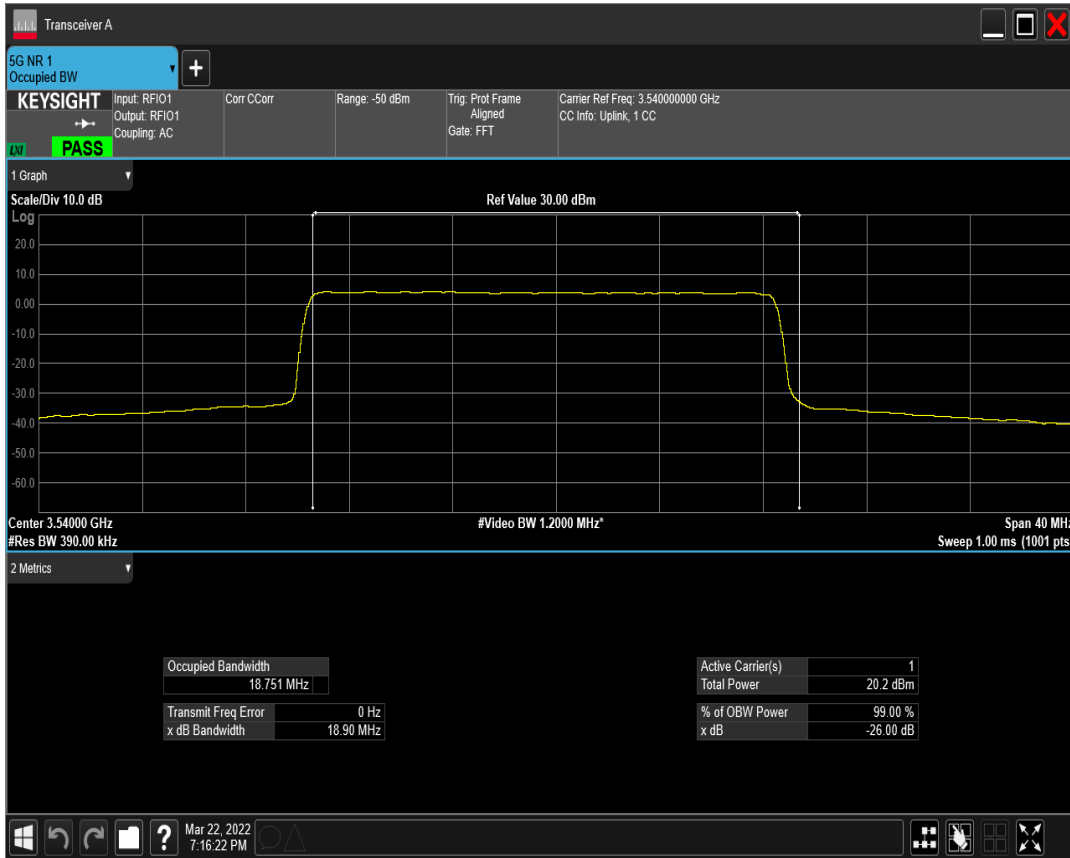 Transceiver A
5G NR 1
Occupied BW
KEYSIGHT
LXI
PASS
Input: RFIO1
Output: RFIO1
Coupling: AC
Corr CCorr
Range: -50 dBm
Trig: Prot Frame
Aligned
Gate: FFT
Carrier Ref Freq: 3.540000000 GHz
CC Info: Uplink, 1 CC
1 Graph
Scale/Div 10.0 dB
Ref Value 30.00 dBm
Log
20.0
10.0
0.00
-10.0
-20.0
-30.0
-40.0
-50.0
-60.0
Center 3.54000 GHz
#Video BW 1.2000 MHz*
Span 40 MHz
#Res BW 390.00 kHz
Sweep 1.00 ms (1001 pts
2 Metrics
Occupied Bandwidth
18.751 MHz
Transmit Freq Error 0 Hz
x dB Bandwidth 18.90 MHz
Active Carrier(s) 1
Total Power 20.2 dBm
% of OBW Power 99.00 %
x dB -26.00 dB
?
Mar 22, 2022
7:16:22 PM